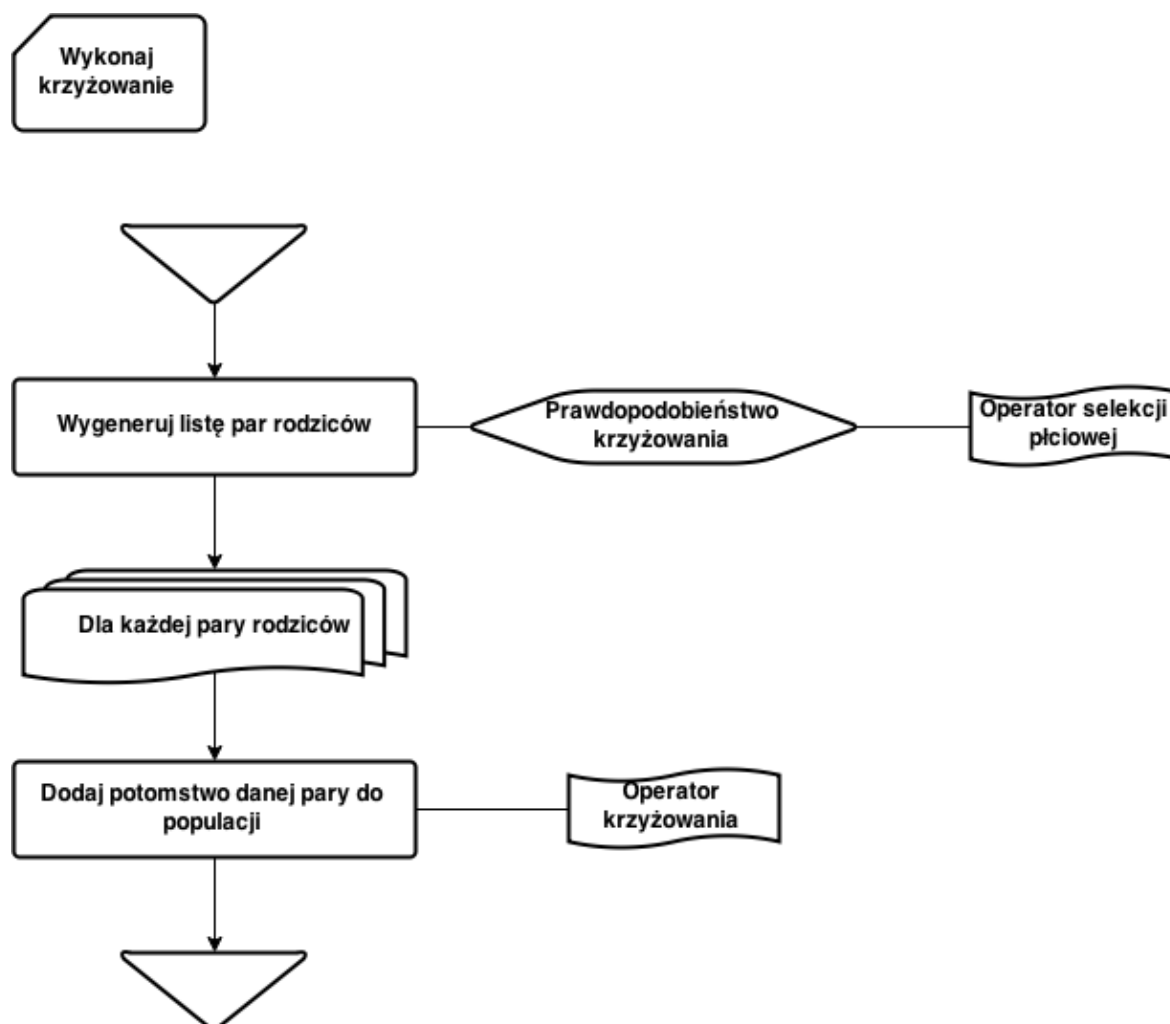 Wykonaj
krzyżowanie
Wygeneruj listę par rodziców
Prawdopodobieństwo
krzyżowania
Operator selekcji
płciowej
Dla każdej pary rodziców
Dodaj potomstwo danej pary do
populacji
Operator
krzyżowania